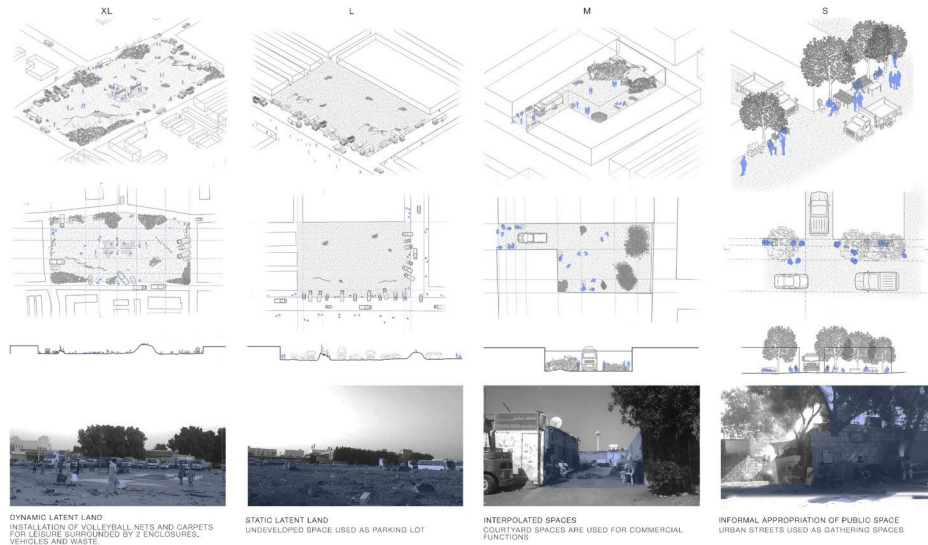 XL
L
M
S
DYNAMIC LATENT LAND
INSTALLATION OF VOLLEYBALL NETS AND CARPETS
FOR LEISURE SURROUNDED BY 2 ENCLOSURES,
VEHICLES AND WASTE.
STATIC LATENT LAND
UNDEVELOPED SPACE USED AS PARKING LOT
INTERPOLATED SPACES
COURTYARD SPACES ARE USED FOR COMMERCIAL
FUNCTIONS
INFORMAL APPROPRIATION OF PUBLIC SPACE
URBAN STREETS USED AS GATHERING SPACES